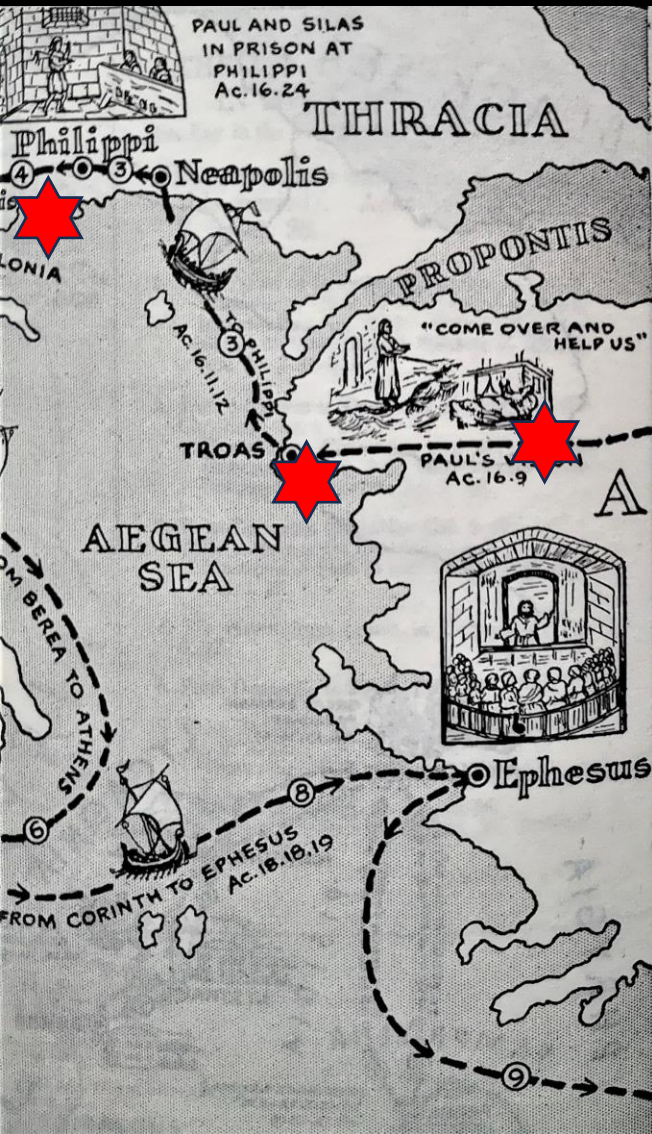 PAUL AND SILAS
IN PRISON AT
PHILIPPI
Ac.16.24
THRACIA
Philippi
4
3
Neapolis
is
LONIA
PROPONTIS
"COME OVER AND
HELP US"
TO PHILIPPI
3
Ac.16.11,12
TROAS
PAUL'S
Ac.16.9
A
AEGEAN
SEA
OM BEREA TO ATHENS
Ephesus
8
6
FROM CORINTH TO EPHESUS
Ac.18.18,19
9